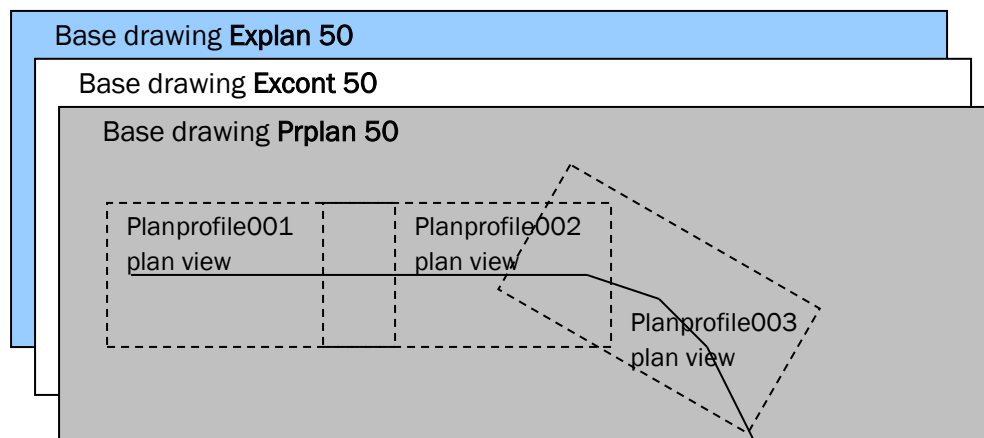 Base drawing Explan 50
Base drawing Excont 50
Base drawing Prplan 50
Planprofile001
plan view
Planprofile002
plan view
Planprofile003
plan view